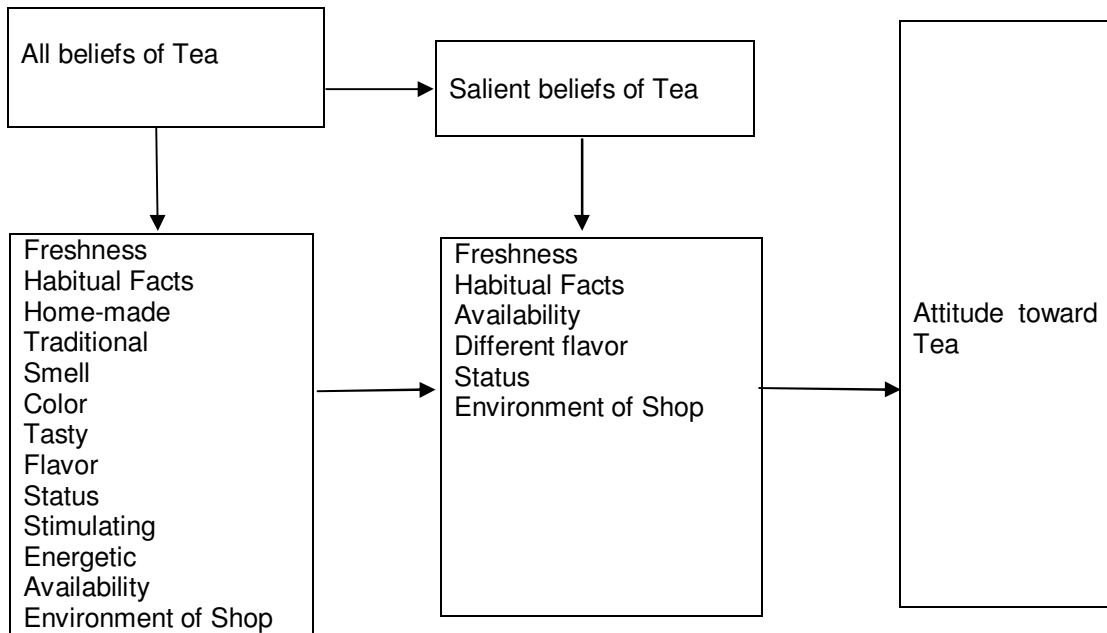 All beliefs of Tea
Salient beliefs of Tea
Freshness
Habitual Facts
Home-made
Traditional
Smell
Color
Tasty
Flavor
Status
Stimulating
Energetic
Availability
Environment of Shop
Freshness
Habitual Facts
Availability
Different flavor
Status
Environment of Shop
Attitude toward
Tea